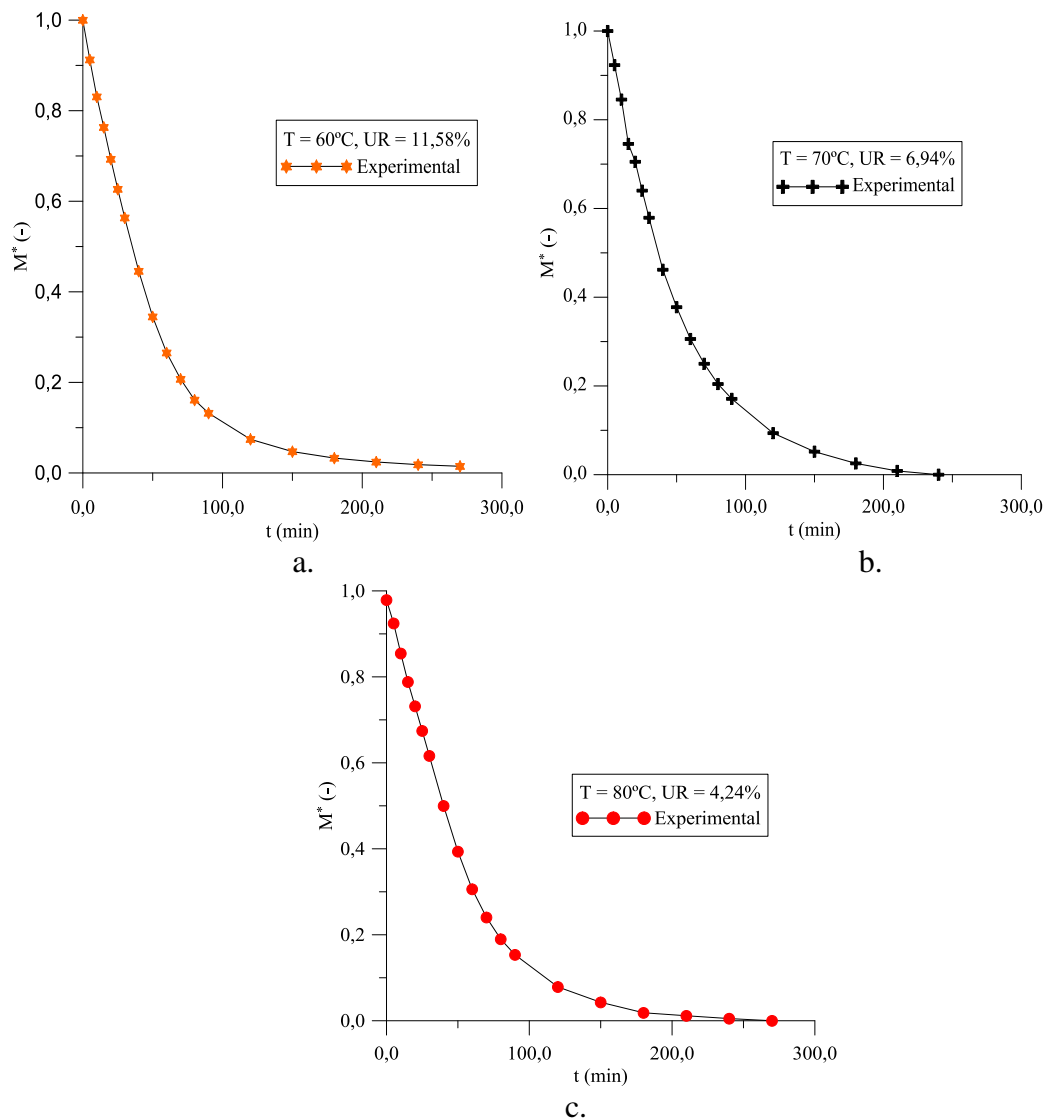 1,0
0,8
0,6
0,4
0,2
0,0
M* (-)
T = 60ºC, UR = 11,58%
Experimental
0,0 100,0 200,0 300,0
t (min)
a.
1,0
0,8
0,6
0,4
0,2
0,0
M* (-)
T = 70ºC, UR = 6,94%
Experimental
0,0 100,0 200,0 300,0
t (min)
b.
1,0
0,8
0,6
0,4
0,2
0,0
M* (-)
T = 80ºC, UR = 4,24%
Experimental
0,0 100,0 200,0 300,0
t (min)
c.